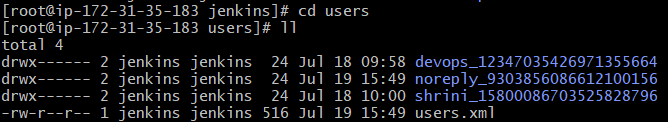 [root@ip-172-31-35-183 jenkins]# cd users
[root@ip-172-31-35-183 users]# ll
total 4
drwx------ 2 jenkins jenkins  24 Jul 18 09:58 devops_12347035426971355664
drwx------ 2 jenkins jenkins  24 Jul 19 15:49 noreply_9303856086612100156
drwx------ 2 jenkins jenkins  24 Jul 18 10:00 shrini_15800086703525828796
-rw-r--r-- 1 jenkins jenkins 516 Jul 19 15:49 users.xml